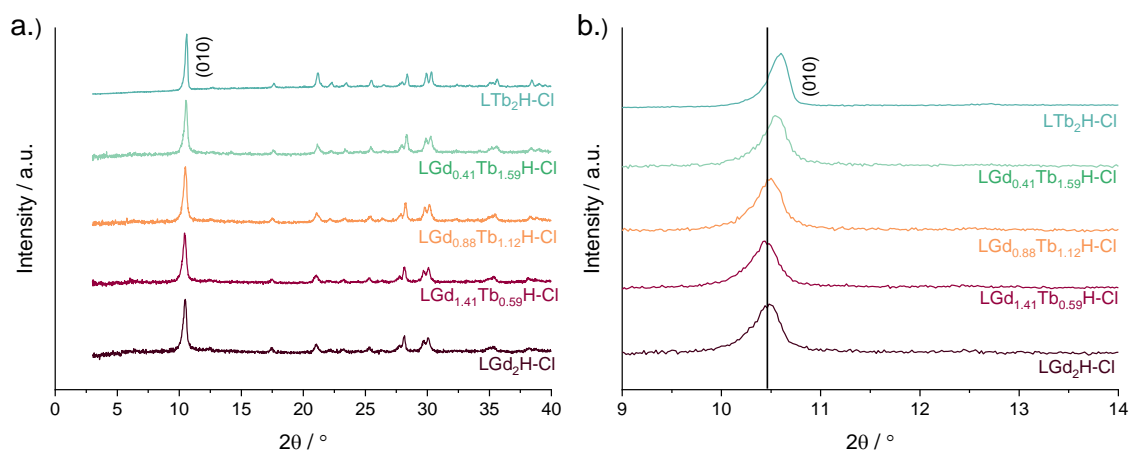 a.)
(010)
LTb₂H-Cl
LGd₀.₄₁Tb₁.₅₉H-Cl
LGd₀.₈₈Tb₁.₁₂H-Cl
LGd₁.₄₁Tb₀.₅₉H-Cl
LGd₂H-Cl
Intensity / a.u.
0 5 10 15 20 25 30 35 40
2θ / °
b.)
(010)
LTb₂H-Cl
LGd₀.₄₁Tb₁.₅₉H-Cl
LGd₀.₈₈Tb₁.₁₂H-Cl
LGd₁.₄₁Tb₀.₅₉H-Cl
LGd₂H-Cl
Intensity / a.u.
9 10 11 12 13 14
2θ / °